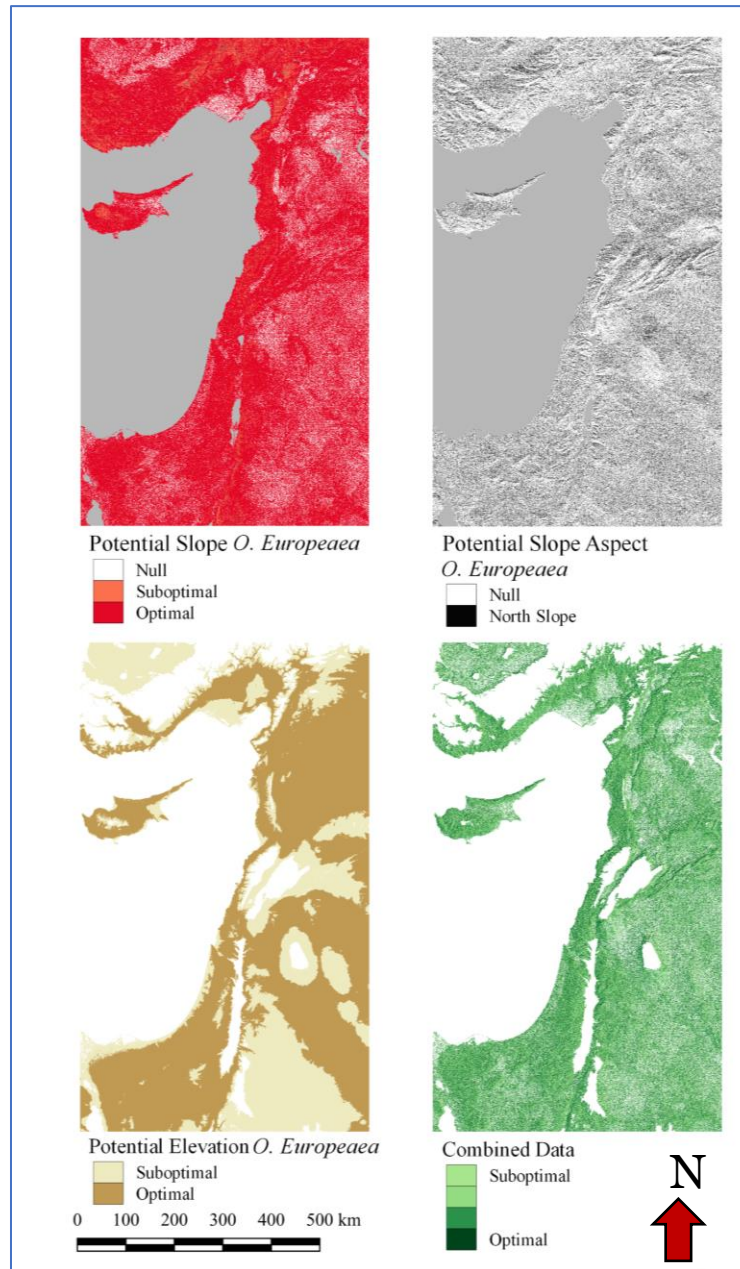 Potential Slope O. Europeaea
Null
Suboptimal
Optimal
Potential Slope Aspect
O. Europeaea
Null
North Slope
Potential Elevation O. Europeaea
Suboptimal
Optimal
0 100 200 300 400 500 km
Combined Data
Suboptimal
Optimal
N